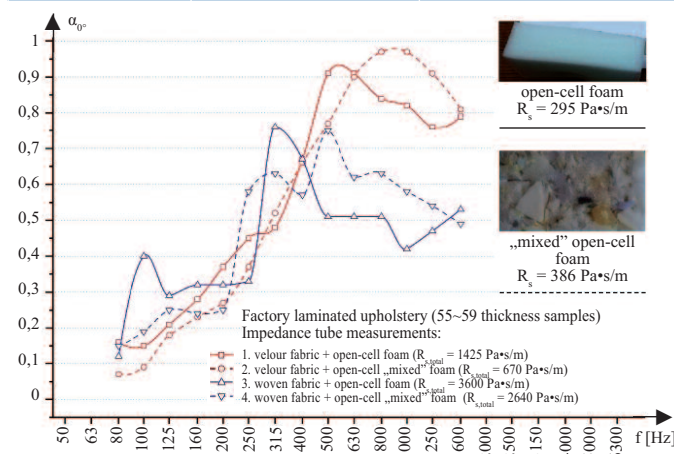 α0°
1
0,9
0,8
0,7
0,6
0,5
0,4
0,3
0,2
0,1
0
open-cell foam
Rs = 295 Pa•s/m
„mixed” open-cell
foam
Rs = 386 Pa•s/m
Factory laminated upholstery (55~59 thickness samples)
Impedance tube measurements:
1. velour fabric + open-cell foam (Rs,total = 1425 Pa•s/m)
2. velour fabric + open-cell „mixed” foam (Rs,total = 670 Pa•s/m)
3. woven fabric + open-cell foam (Rs,total = 3600 Pa•s/m)
4. woven fabric + open-cell „mixed” foam (Rs,total = 2640 Pa•s/m)
50 63 80 100 125 160 200 250 315 400 500 630 800 f [Hz]